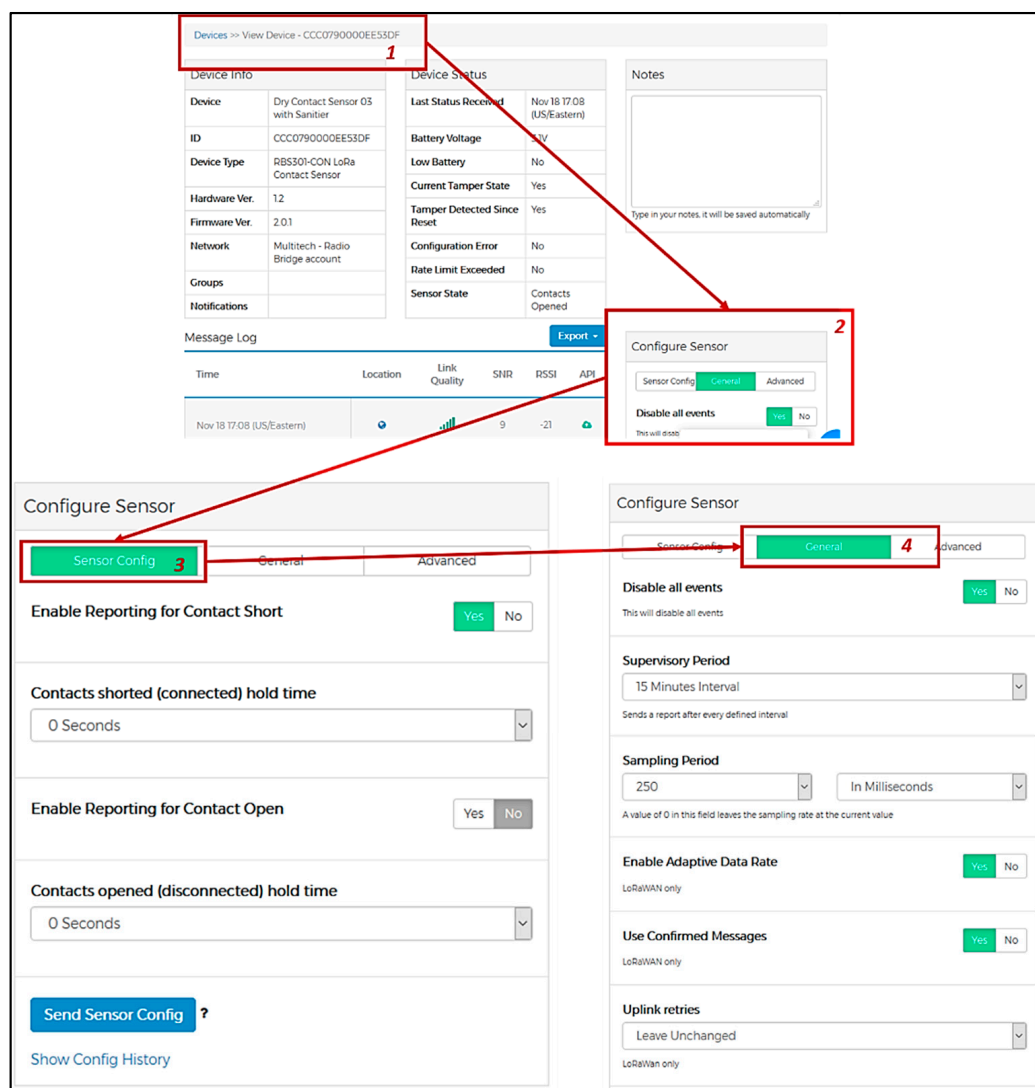 Devices >> View Device - CCC0790000EE53DF
1
Device Info
Device Dry Contact Sensor 03
with Sanitier
ID CCC0790000EE53DF
Device Type RBS301-CON LoRa
Contact Sensor
Hardware Ver. 1.2
Firmware Ver. 2.0.1
Network Multitech - Radio
Bridge account
Groups
Notifications
Device Status
Last Status Received Nov 18 17:08
(US/Eastern)
Battery Voltage 3.1V
Low Battery No
Current Tamper State Yes
Tamper Detected Since Yes
Reset
Configuration Error No
Rate Limit Exceeded No
Sensor State Contacts
Opened
Notes
Type in your notes, it will be saved automatically
Message Log
Export
Time Location Link
Quality SNR RSSI API
Nov 18 17:08 (US/Eastern) 9 -21
2
Configure Sensor
Sensor Config General Advanced
Disable all events Yes No
This will disab
Configure Sensor
Sensor Config 3 General Advanced
Enable Reporting for Contact Short Yes No
Contacts shorted (connected) hold time
0 Seconds
Enable Reporting for Contact Open Yes No
Contacts opened (disconnected) hold time
0 Seconds
Send Sensor Config ?
Show Config History
Configure Sensor
Sensor Config General 4 Advanced
Disable all events Yes No
This will disable all events
Supervisory Period
15 Minutes Interval
Sends a report after every defined interval
Sampling Period
250 In Milliseconds
A value of 0 in this field leaves the sampling rate at the current value
Enable Adaptive Data Rate Yes No
LoRaWAN only
Use Confirmed Messages Yes No
LoRaWAN only
Uplink retries
Leave Unchanged
LoRaWan only